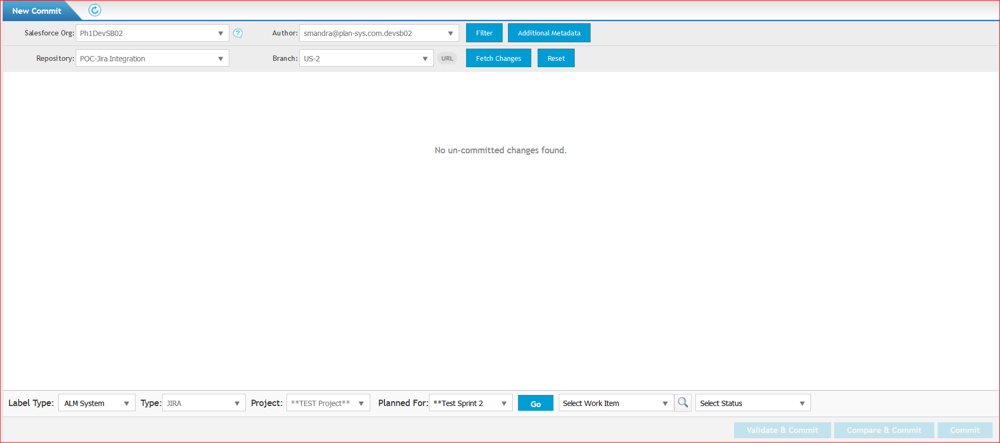 New Commit
Salesforce Org: Ph1DevSB02 ? Author: smandra@plan-sys.com.devsb02 Filter Additional Metadata
Repository: POC-Jira Integration Branch: US-2 URL Fetch Changes Reset
No un-committed changes found.
Label Type: ALM System Type: JIRA Project: **TEST Project** Planned For: **Test Sprint 2 Go Select Work Item Select Status
Validate & Commit Compare & Commit Commit